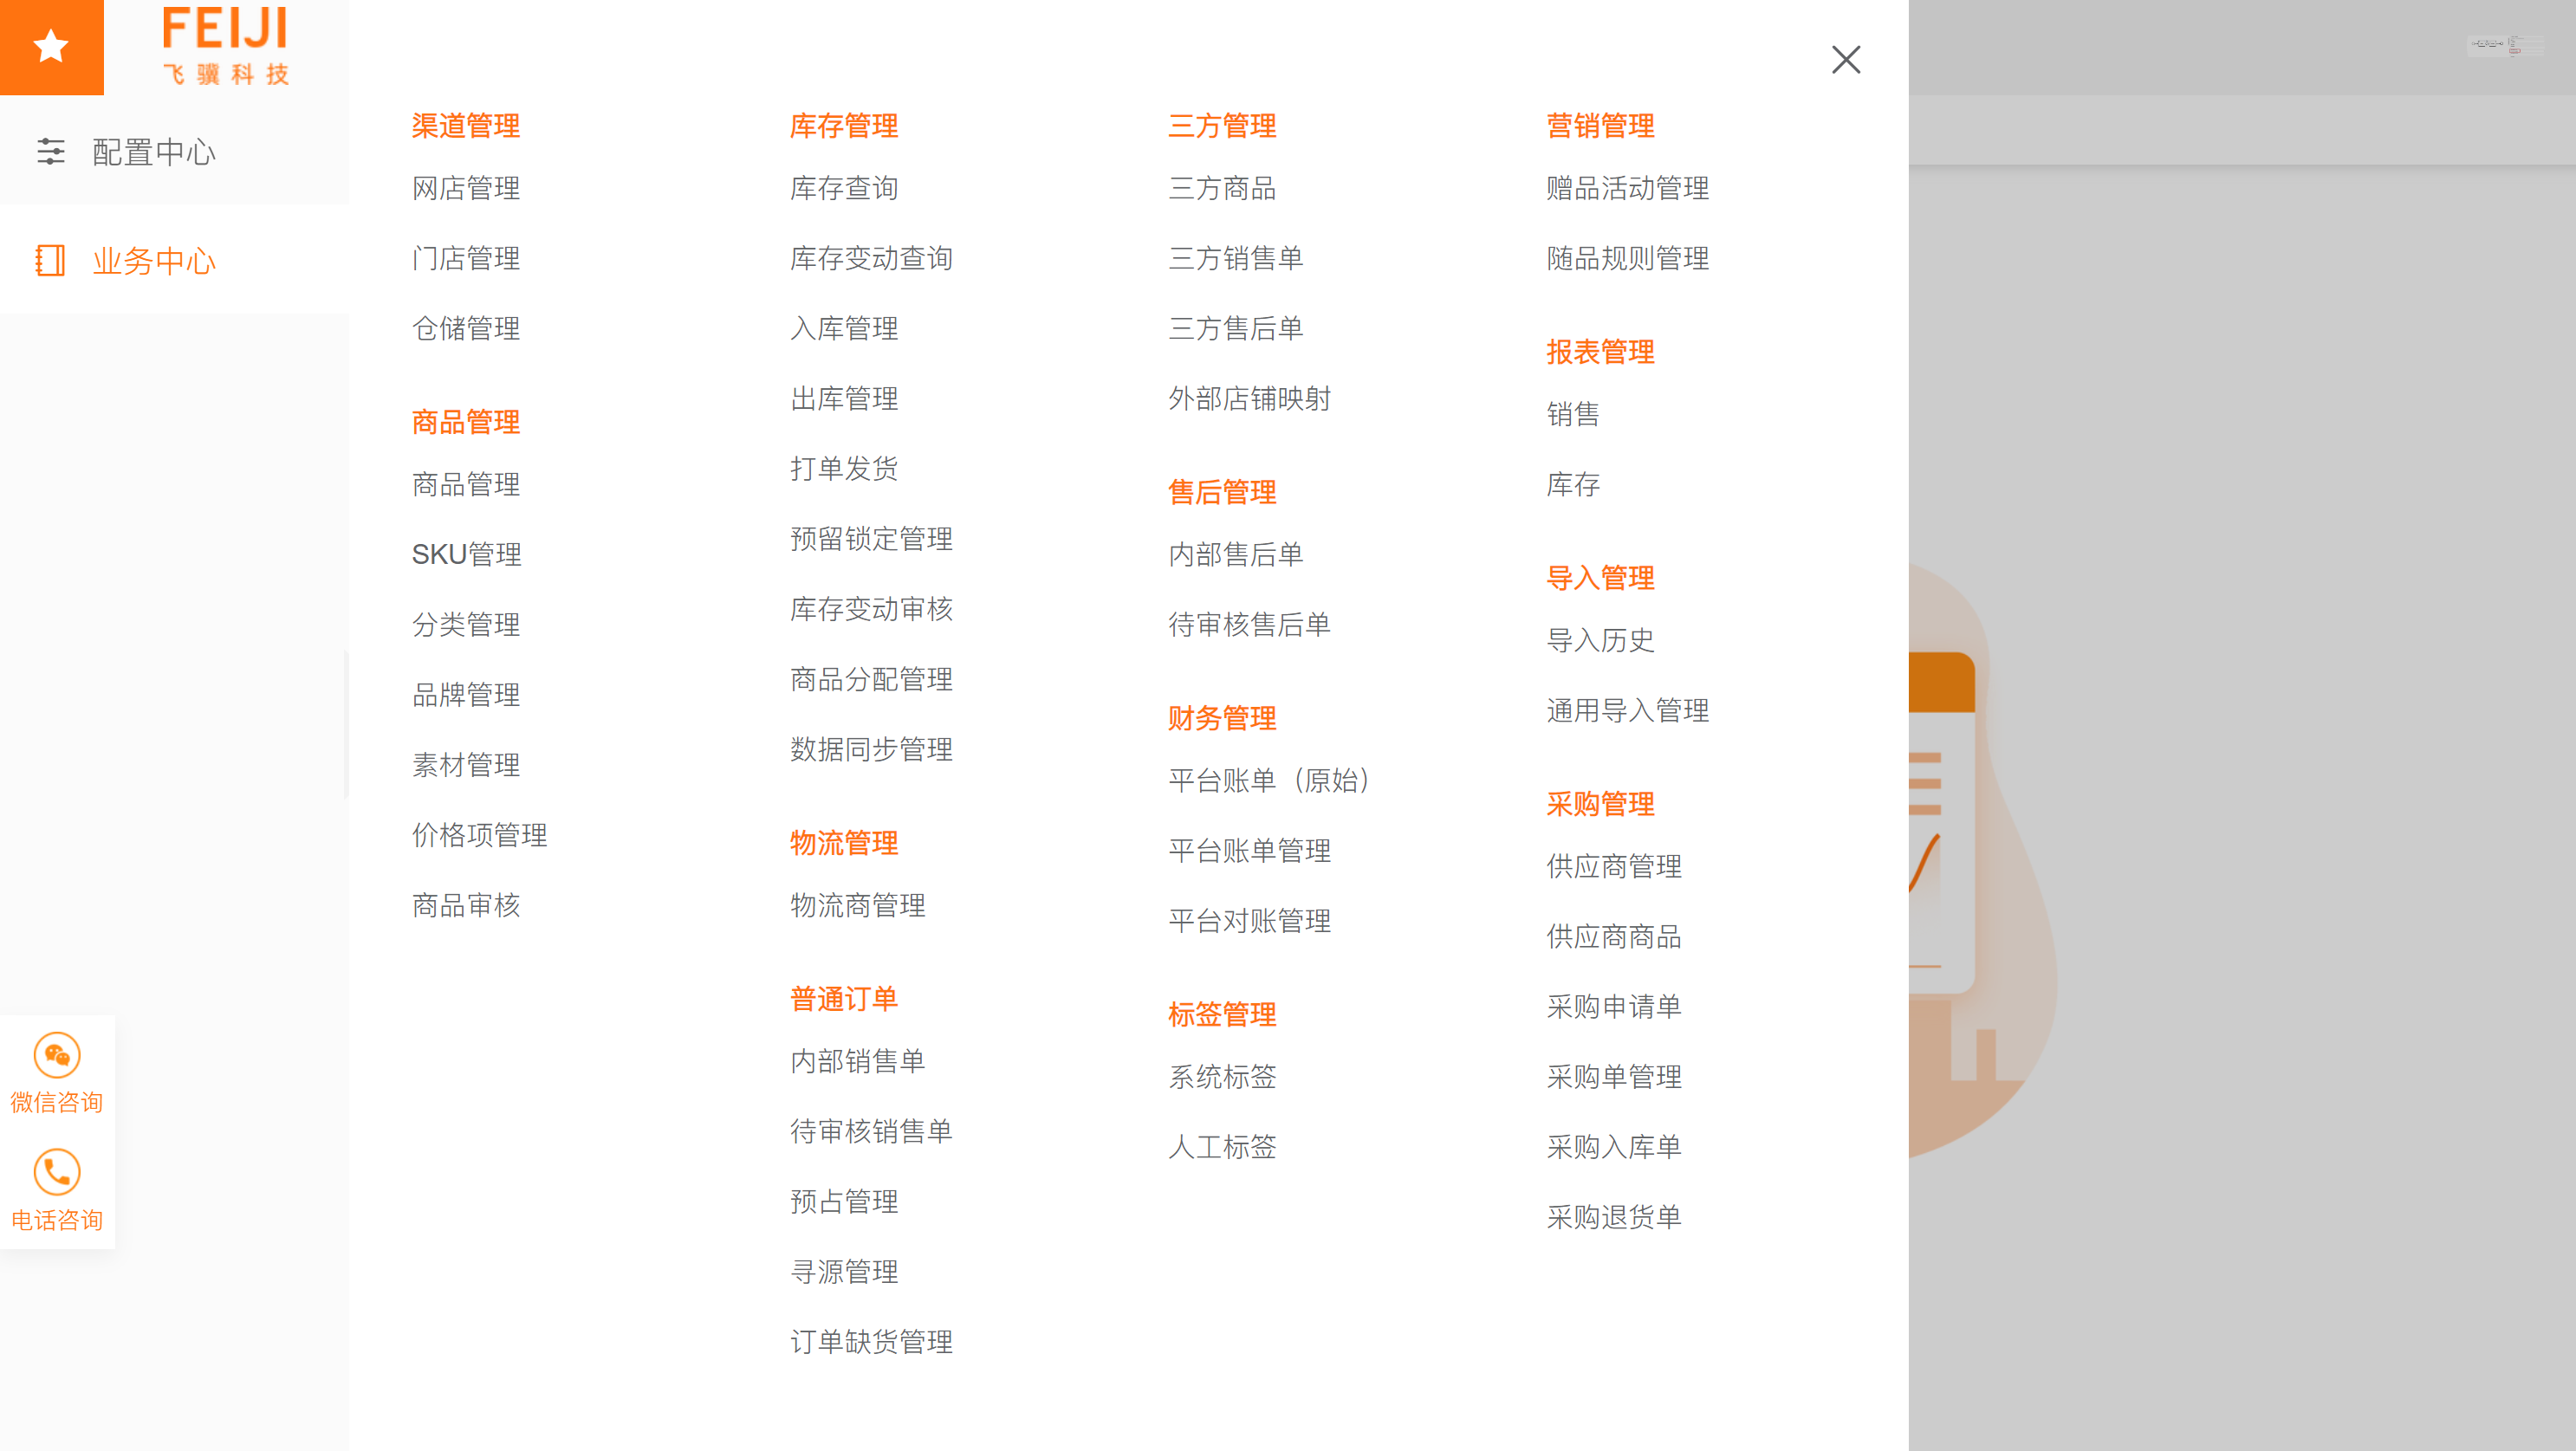 FEIJI
飞骥科技
配置中心
业务中心
微信咨询
电话咨询
渠道管理
网店管理
门店管理
仓储管理
商品管理
商品管理
SKU管理
分类管理
品牌管理
素材管理
价格项管理
商品审核
库存管理
库存查询
库存变动查询
入库管理
出库管理
打单发货
预留锁定管理
库存变动审核
商品分配管理
数据同步管理
物流管理
物流商管理
普通订单
内部销售单
待审核销售单
预占管理
寻源管理
订单缺货管理
三方管理
三方商品
三方销售单
三方售后单
外部店铺映射
售后管理
内部售后单
待审核售后单
财务管理
平台账单（原始）
平台账单管理
平台对账管理
标签管理
系统标签
人工标签
营销管理
赠品活动管理
随品规则管理
报表管理
销售
库存
导入管理
导入历史
通用导入管理
采购管理
供应商管理
供应商商品
采购申请单
采购单管理
采购入库单
采购退货单